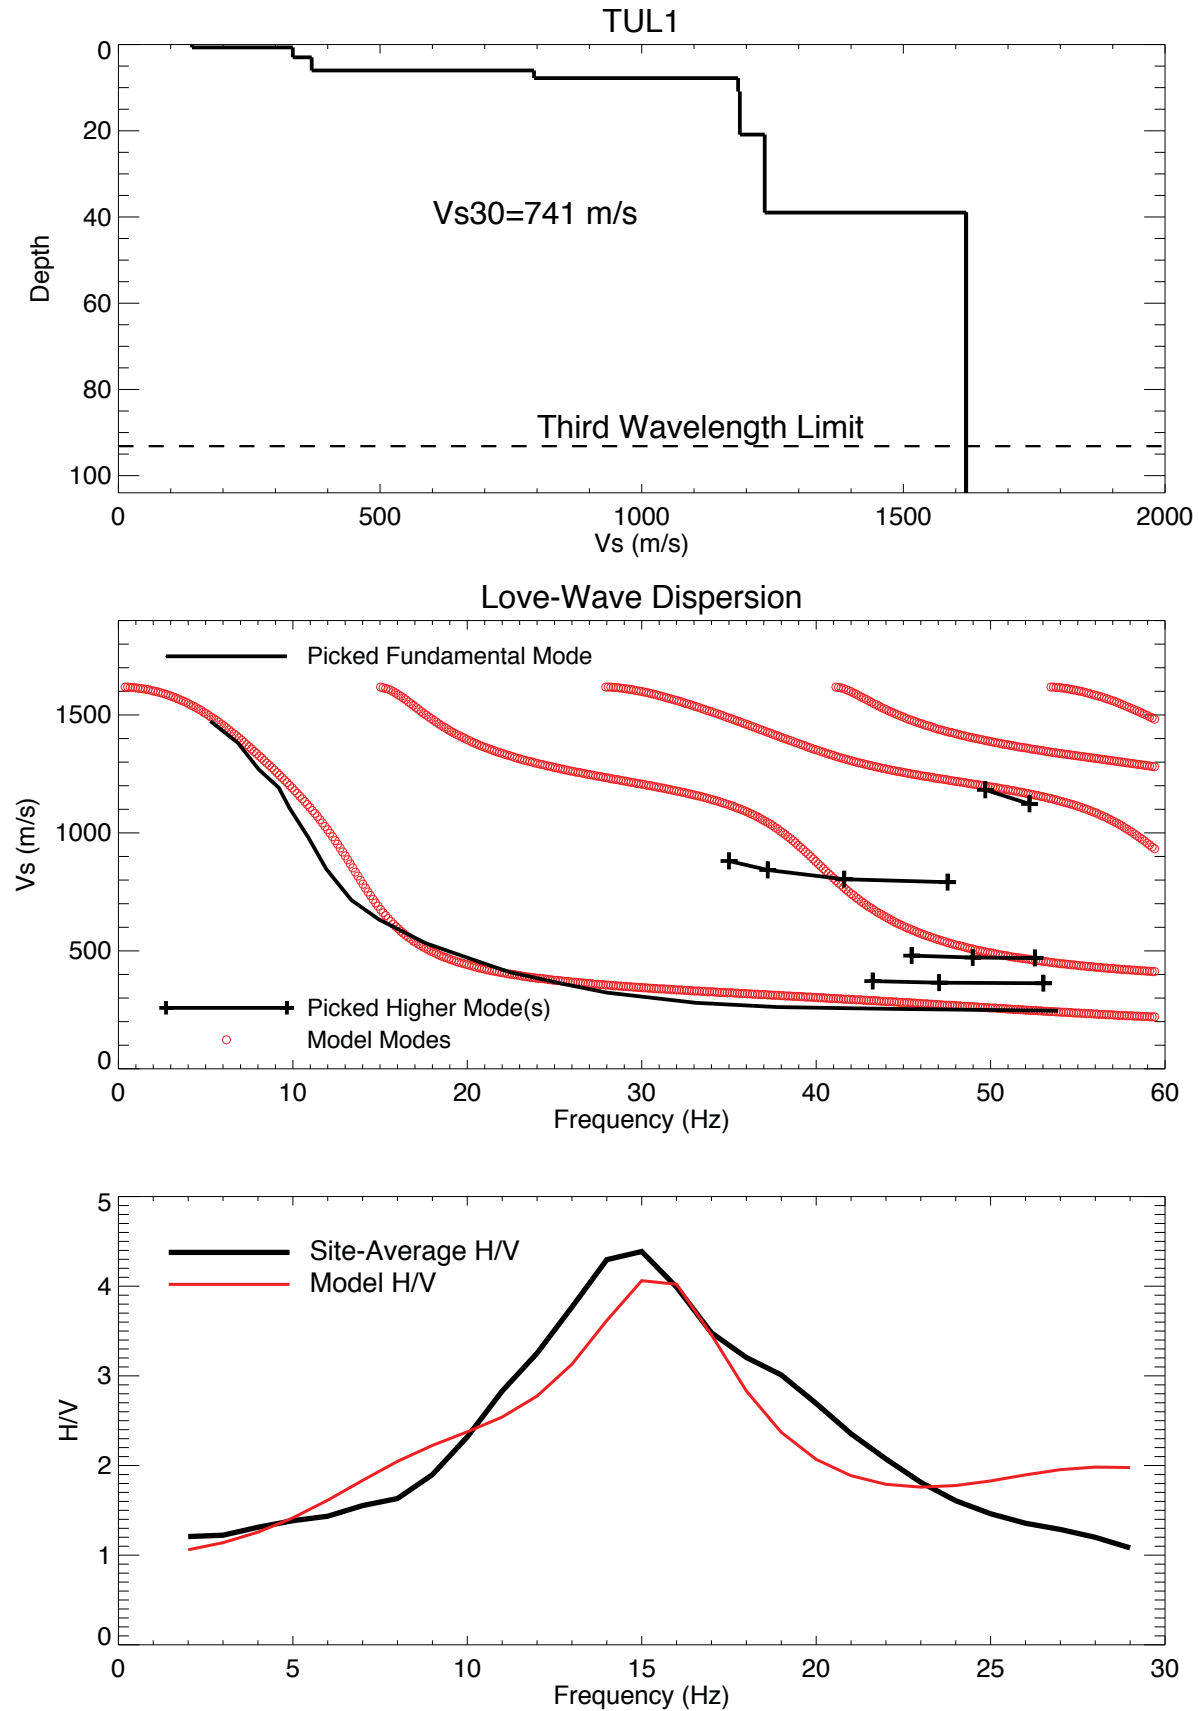 TUL1
0
20
40
60
80
100
Depth
Vs30=741 m/s
Third Wavelength Limit
0 500 1000 1500 2000
Vs (m/s)
Love-Wave Dispersion
Picked Fundamental Mode
1500
1000
500
0
Vs (m/s)
Picked Higher Mode(s)
Model Modes
0 10 20 30 40 50 60
Frequency (Hz)
5
4
3
2
1
0
H/V
Site-Average H/V
Model H/V
0 5 10 15 20 25 30
Frequency (Hz)